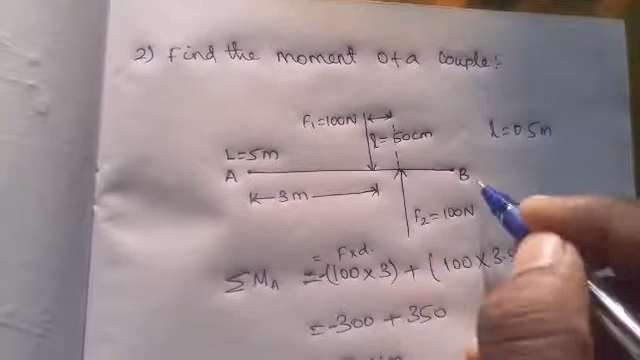 2) Find the moment of a couple:
F₁=100N
l=50cm
l=0.5m
L=5m
A
B
3m
F₂=100N
= Fxd.
ΣMA = -(100×3) + (100×3.
= -300 + 350